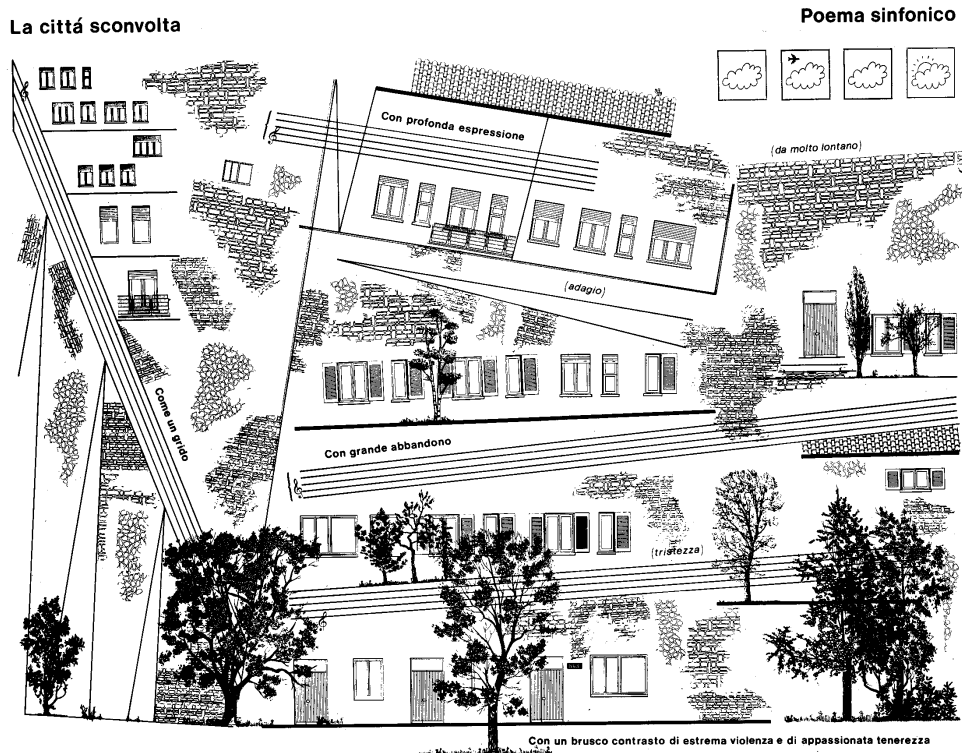 La cittá sconvolta
Poema sinfonico
Con profonda espressione
(da molto lontano)
(adagio)
Come un grido
Con grande abbandono
(tristezza)
Con un brusco contrasto di estrema violenza e di appassionata tenerezza